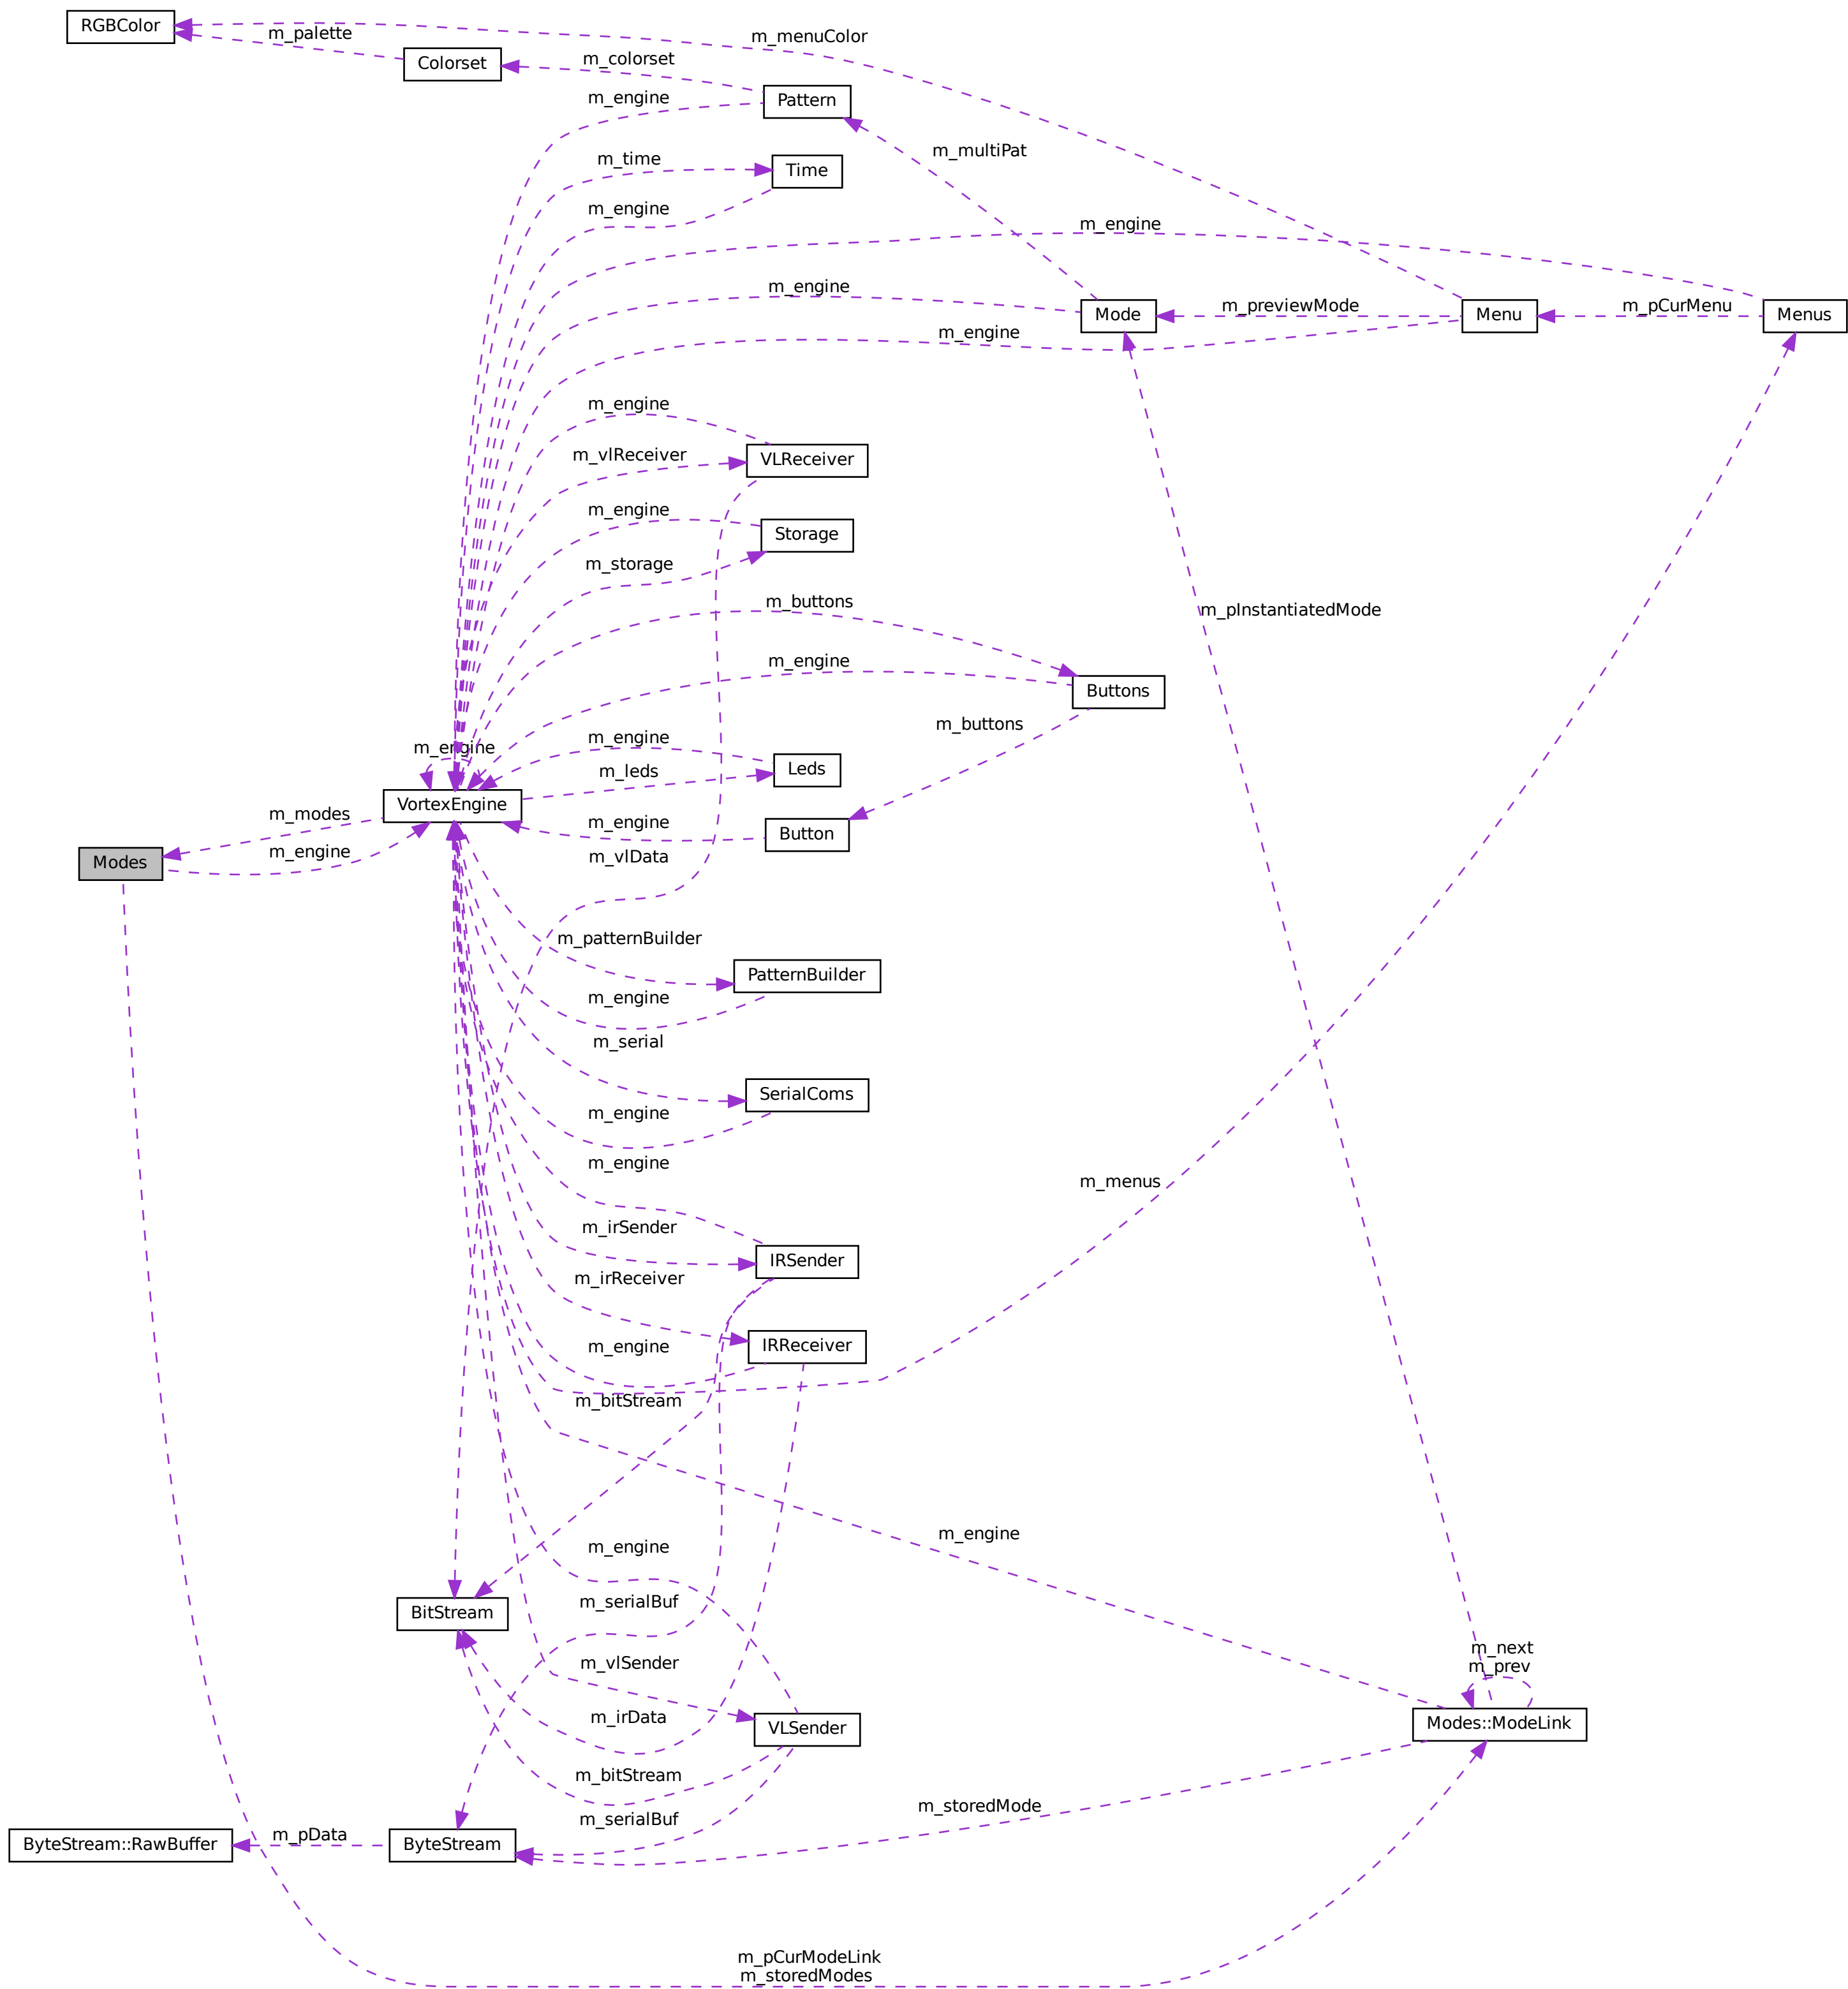 RGBColor
m_palette
m_menuColor
Colorset
m_colorset
m_engine
Pattern
m_multiPat
m_time
Time
m_engine
m_engine
m_engine
Mode
m_previewMode
Menu
m_pCurMenu
Menus
m_engine
m_engine
m_vlReceiver
VLReceiver
m_engine
Storage
m_storage
m_buttons
m_pInstantiatedMode
m_engine
Buttons
m_buttons
m_engine
m_engine
m_leds
Leds
VortexEngine
m_modes
m_engine
Button
m_engine
Modes
m_vlData
m_patternBuilder
PatternBuilder
m_engine
m_serial
SerialComs
m_engine
m_engine
m_menus
m_irSender
IRSender
m_irReceiver
IRReceiver
m_engine
m_bitStream
m_engine
m_engine
BitStream
m_serialBuf
m_next
m_prev
m_vlSender
m_irData
VLSender
Modes::ModeLink
m_bitStream
m_storedMode
m_serialBuf
ByteStream::RawBuffer
m_pData
ByteStream
m_pCurModeLink
m_storedModes